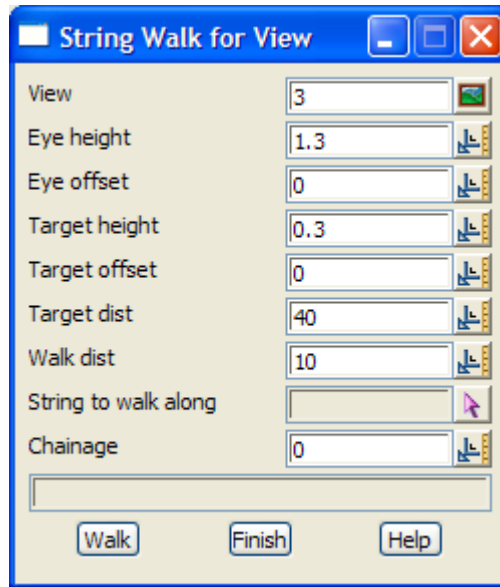 String Walk for View
View 3
Eye height 1.3
Eye offset 0
Target height 0.3
Target offset 0
Target dist 40
Walk dist 10
String to walk along
Chainage 0
Walk Finish Help